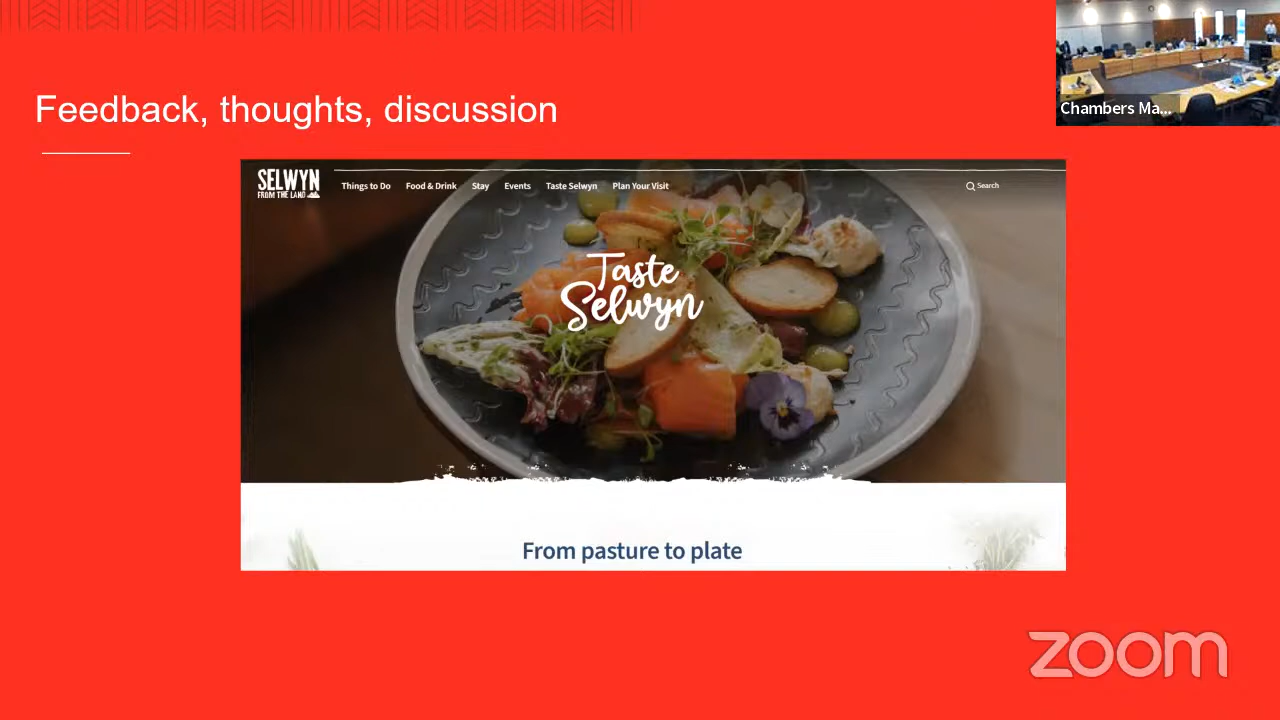 Feedback, thoughts, discussion
Chambers Ma...
SELWYN
FROM THE LAND
Things to Do Food & Drink Stay Events Taste Selwyn Plan Your Visit Search
Taste
Selwyn
From pasture to plate
zoom